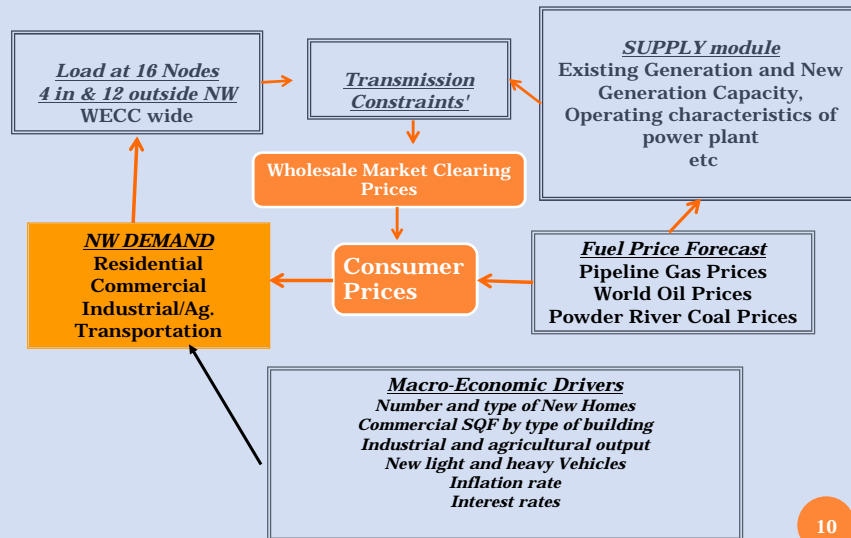 Load at 16 Nodes
4 in & 12 outside NW
WECC wide
Transmission
Constraints'
SUPPLY module
Existing Generation and New
Generation Capacity,
Operating characteristics of
power plant
etc
Wholesale Market Clearing
Prices
NW DEMAND
Residential
Commercial
Industrial/Ag.
Transportation
Consumer
Prices
Fuel Price Forecast
Pipeline Gas Prices
World Oil Prices
Powder River Coal Prices
Macro-Economic Drivers
Number and type of New Homes
Commercial SQF by type of building
Industrial and agricultural output
New light and heavy Vehicles
Inflation rate
Interest rates
10